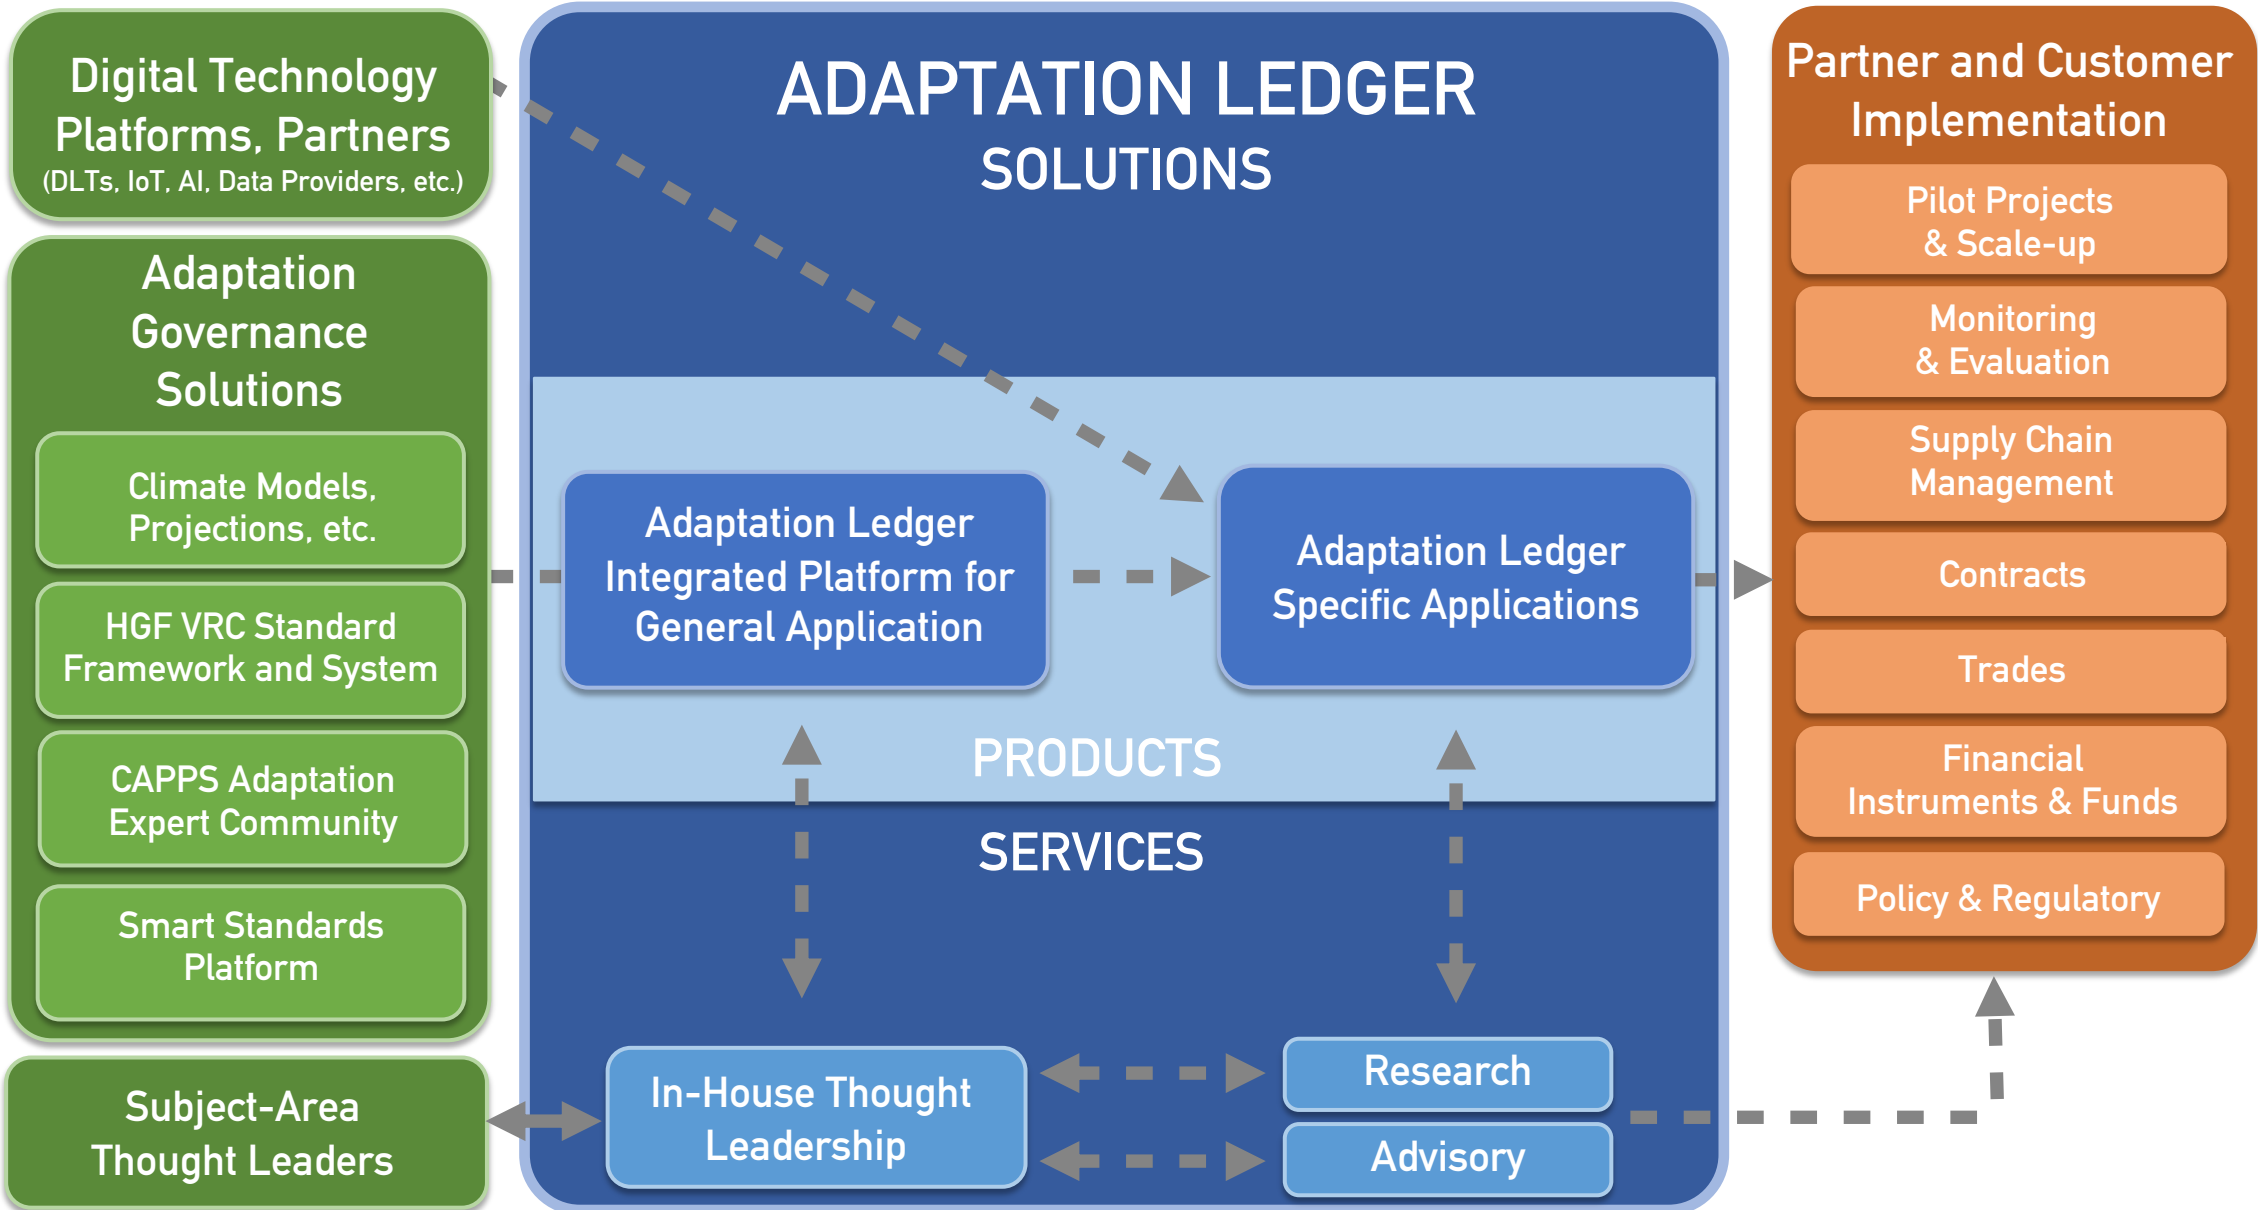 Digital Technology
Platforms, Partners
(DLTs, IoT, AI, Data Providers, etc.)
Adaptation
Governance
Solutions
Climate Models,
Projections, etc.
HGF VRC Standard
Framework and System
CAPPS Adaptation
Expert Community
Smart Standards
Platform
Subject-Area
Thought Leaders
ADAPTATION LEDGER
SOLUTIONS
Adaptation Ledger
Integrated Platform for
General Application
Adaptation Ledger
Specific Applications
PRODUCTS
SERVICES
In-House Thought
Leadership
Research
Advisory
Partner and Customer
Implementation
Pilot Projects
& Scale-up
Monitoring
& Evaluation
Supply Chain
Management
Contracts
Trades
Financial
Instruments & Funds
Policy & Regulatory